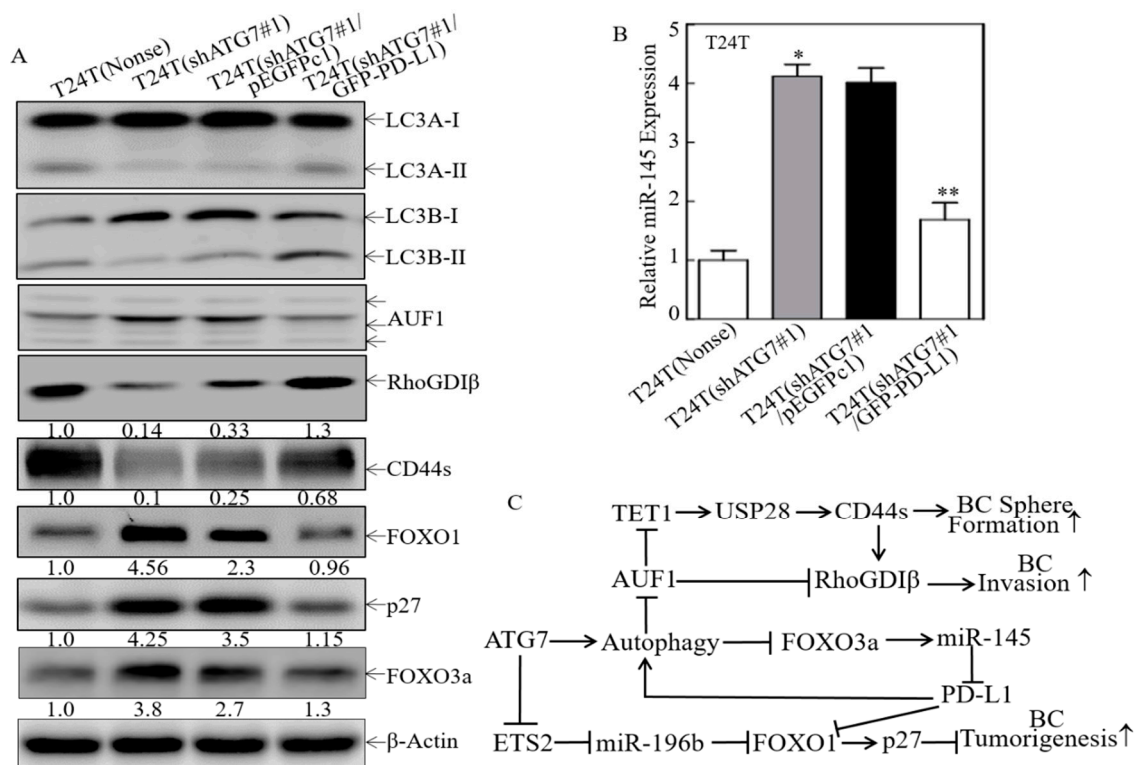 A
T24T(Nonse)
T24T(shATG7#1)
T24T(shATG7#1/
pEGFPc1)
T24T(shATG7#1/
GFP-PD-L1)
LC3A-I
LC3A-II
LC3B-I
LC3B-II
AUF1
RhoGDIβ
1.0 0.14 0.33 1.3
CD44s
1.0 0.1 0.25 0.68
FOXO1
1.0 4.56 2.3 0.96
p27
1.0 4.25 3.5 1.15
FOXO3a
1.0 3.8 2.7 1.3
β-Actin
B
T24T
Relative miR-145 Expression
5
4
3
2
1
0
*
**
T24T(Nonse)
T24T(shATG7#1)
T24T(shATG7#1
/pEGFPc1)
T24T(shATG7#1
/GFP-PD-L1)
C
TET1 USP28 CD44s BC Sphere
Formation
AUF1 RhoGDIβ BC
Invasion
ATG7 Autophagy FOXO3a miR-145
PD-L1
ETS2 miR-196b FOXO1 p27 BC
Tumorigenesis